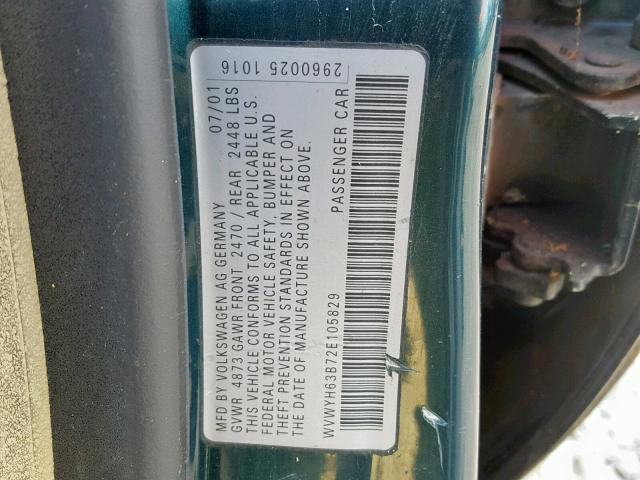 MFD BY VOLKSWAGEN AG GERMANY 07/01
GVWR 4873 GAWR FRONT 2470 / REAR 2448 LBS
THIS VEHICLE CONFORMS TO ALL APPLICABLE U.S.
FEDERAL MOTOR VEHICLE SAFETY, BUMPER AND
THEFT PREVENTION STANDARDS IN EFFECT ON
THE DATE OF MANUFACTURE SHOWN ABOVE.
WVWYH63B72E105829 PASSENGER CAR
2960025 1016